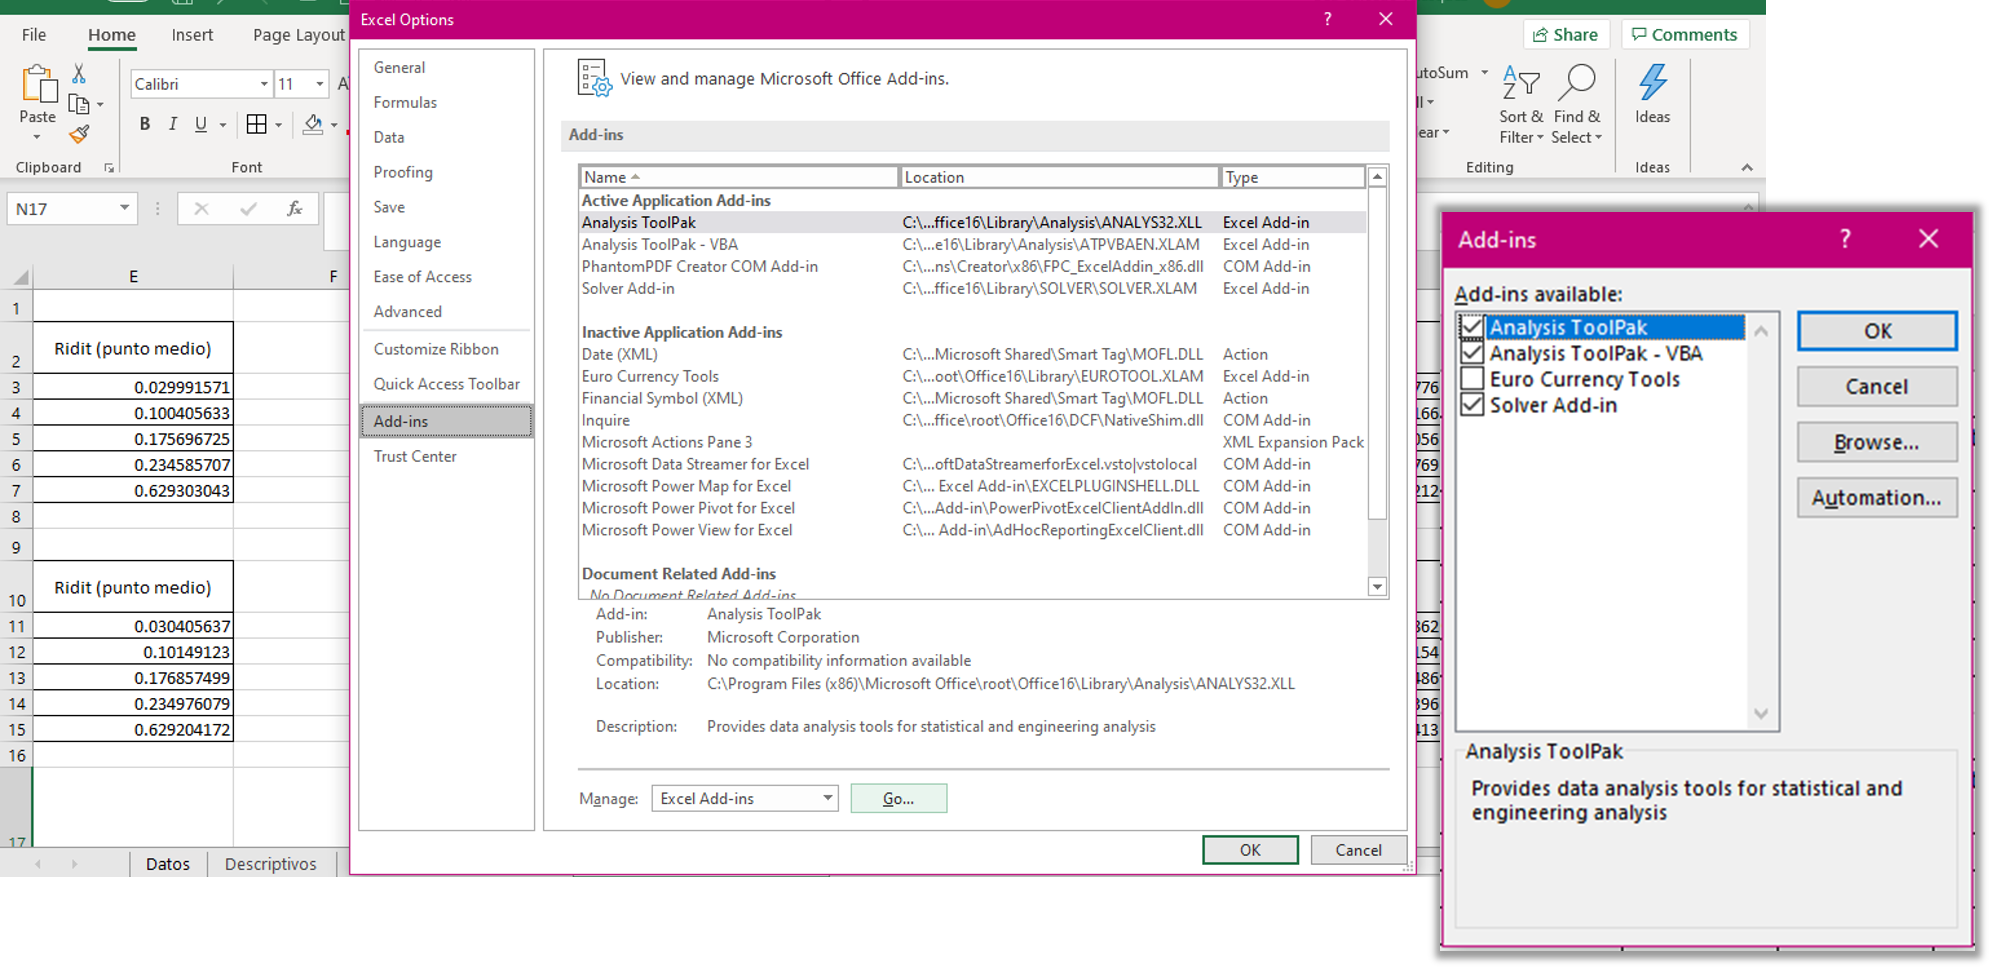 File Home Insert Page Layout
Share Comments
Paste
Calibri 11
B I U
Clipboard Font
utoSum
Sort & Filter
Find & Select
Ideas
Editing Ideas
N17
fx
E F
1
2 Ridit (punto medio)
3 0.029991571
4 0.100405633
5 0.175696725
6 0.234585707
7 0.629303043
8
9
10 Ridit (punto medio)
11 0.030405637
12 0.10149123
13 0.176857499
14 0.234976079
15 0.629204172
16
17
Datos Descriptivos
Excel Options ?
General
Formulas
Data
Proofing
Save
Language
Ease of Access
Advanced
Customize Ribbon
Quick Access Toolbar
Add-ins
Trust Center
View and manage Microsoft Office Add-ins.
Add-ins
Name Location Type
Active Application Add-ins
Analysis ToolPak C:\...ffice16\Library\Analysis\ANALYS32.XLL Excel Add-in
Analysis ToolPak - VBA C:\...e16\Library\Analysis\ATPVBAEN.XLAM Excel Add-in
PhantomPDF Creator COM Add-in C:\...ns\Creator\x86\FPC_ExcelAddin_x86.dll COM Add-in
Solver Add-in C:\...ffice16\Library\SOLVER\SOLVER.XLAM Excel Add-in
Inactive Application Add-ins
Date (XML) C:\...Microsoft Shared\Smart Tag\MOFL.DLL Action
Euro Currency Tools C:\...oot\Office16\Library\EUROTOOL.XLAM Excel Add-in
Financial Symbol (XML) C:\...Microsoft Shared\Smart Tag\MOFL.DLL Action
Inquire C:\...ffice\root\Office16\DCF\NativeShim.dll COM Add-in
Microsoft Actions Pane 3 XML Expansion Pack
Microsoft Data Streamer for Excel C:\...oftDataStreamerforExcel.vsto|vstolocal COM Add-in
Microsoft Power Map for Excel C:\... Excel Add-in\EXCELPLUGINSHELL.DLL COM Add-in
Microsoft Power Pivot for Excel C:\...Add-in\PowerPivotExcelClientAddIn.dll COM Add-in
Microsoft Power View for Excel C:\... Add-in\AdHocReportingExcelClient.dll COM Add-in
Document Related Add-ins
No Document Related Add-ins
Add-in: Analysis ToolPak
Publisher: Microsoft Corporation
Compatibility: No compatibility information available
Location: C:\Program Files (x86)\Microsoft Office\root\Office16\Library\Analysis\ANALYS32.XLL
Description: Provides data analysis tools for statistical and engineering analysis
Manage: Excel Add-ins Go...
OK Cancel
776
166
056
769
212
362
154
486
396
413
Add-ins ?
Add-ins available:
Analysis ToolPak
Analysis ToolPak - VBA
Euro Currency Tools
Solver Add-in
OK
Cancel
Browse...
Automation...
Analysis ToolPak
Provides data analysis tools for statistical and
engineering analysis